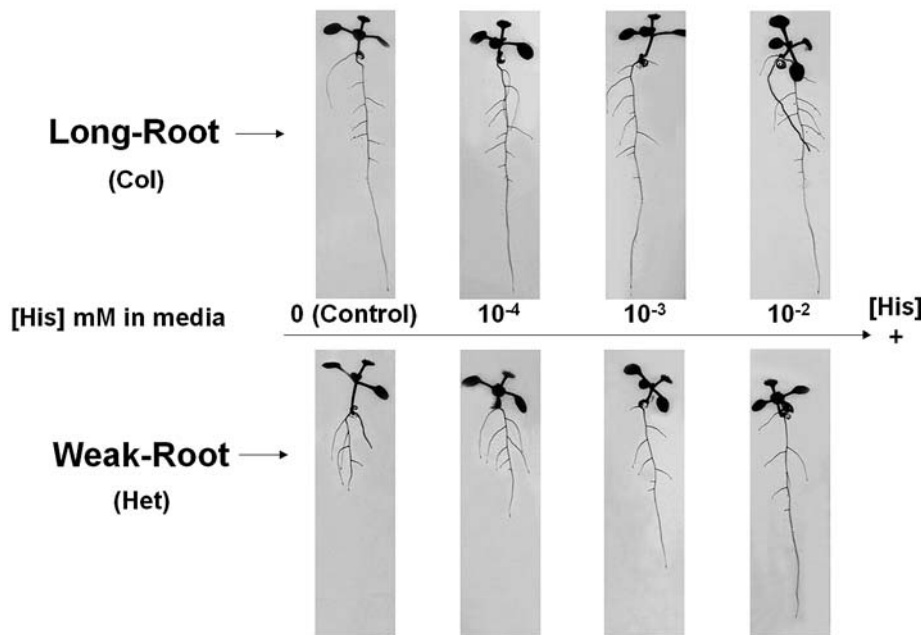 Long-Root
(Col)
[His] mM in media 0 (Control) 10⁻⁴ 10⁻³ 10⁻² [His]
+
Weak-Root
(Het)